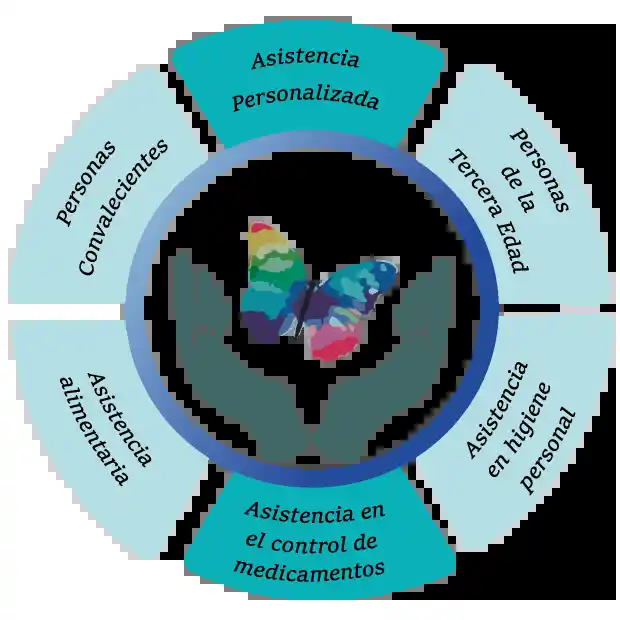 Asistencia
Personalizada
Personas
de la
Tercera Edad
Asistencia
en higiene
personal
Asistencia en
el control de
medicamentos
Asistencia
alimentaria
Personas
Convalecientes